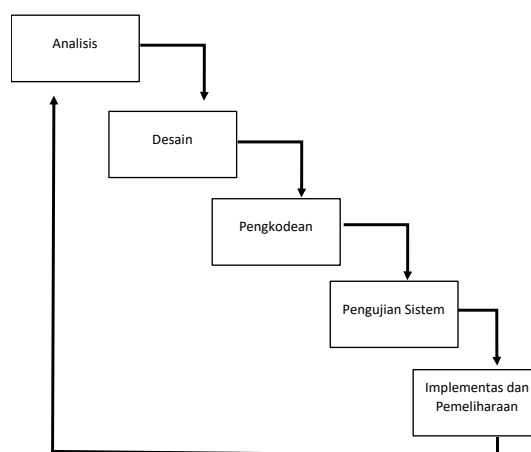 Analisis
Desain
Pengkodean
Pengujian Sistem
Implementas dan
Pemeliharaan